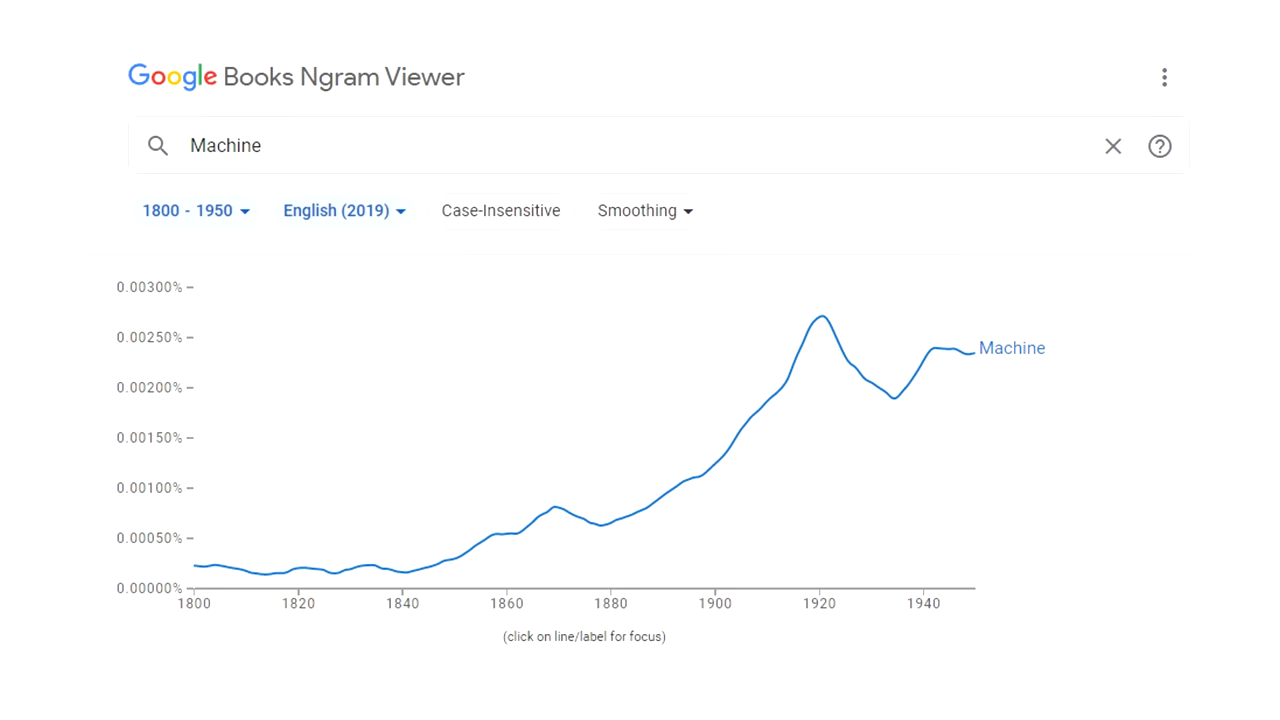 Google Books Ngram Viewer
Machine
1800 - 1950
English (2019)
Case-Insensitive
Smoothing
0.00300%
0.00250%
Machine
0.00200%
0.00150%
0.00100%
0.00050%
0.00000%
1800 1820 1840 1860 1880 1900 1920 1940
(click on line/label for focus)